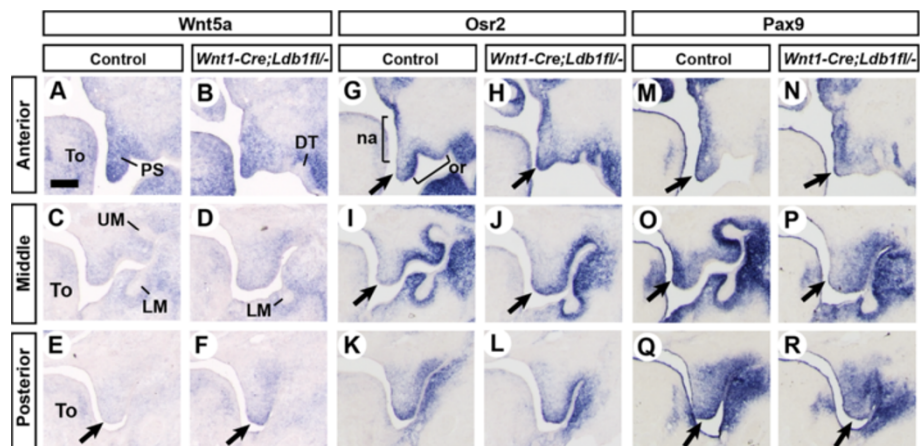 Wnt5a Osr2 Pax9
Control Wnt1-Cre;Ldb1fl/- Control Wnt1-Cre;Ldb1fl/- Control Wnt1-Cre;Ldb1fl/-
Anterior
A B G H M N
To PS DT na or
Middle
C D I J O P
UM
To LM LM
Posterior
E F K L Q R
To